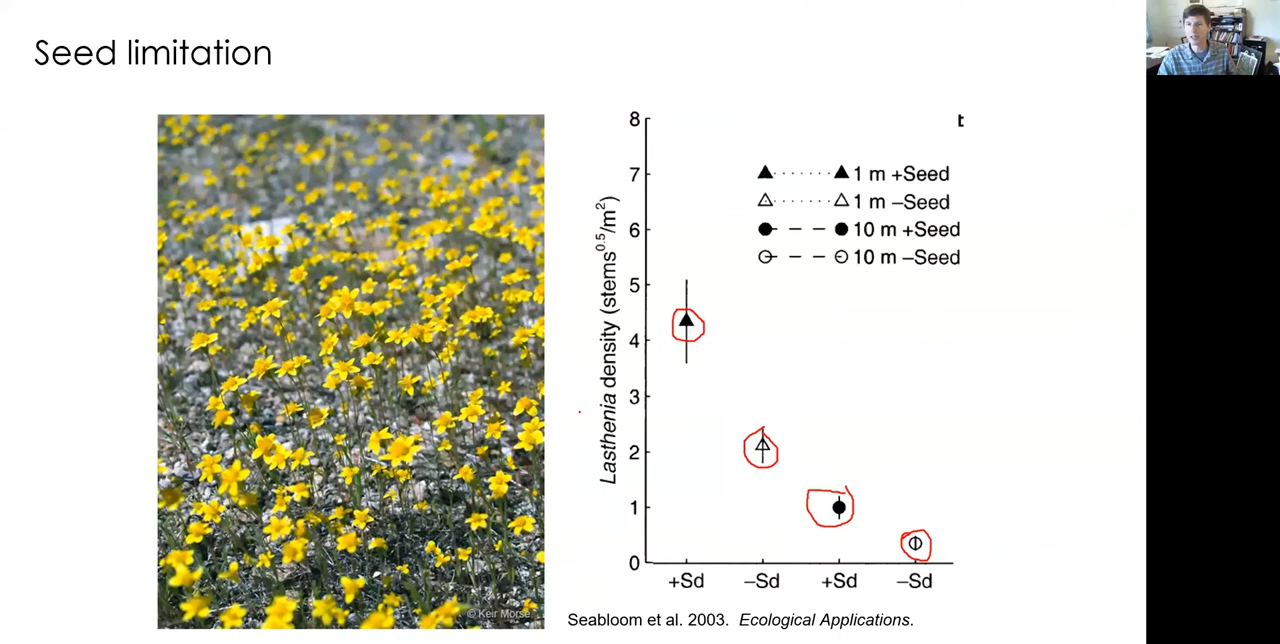 Seed limitation
8
7
6
5
4
3
2
1
0
Lasthenia density (stems^0.5/m^2)
t
1 m +Seed
1 m –Seed
10 m +Seed
10 m –Seed
+Sd –Sd +Sd –Sd
© Keir Morse
Seabloom et al. 2003. Ecological Applications.